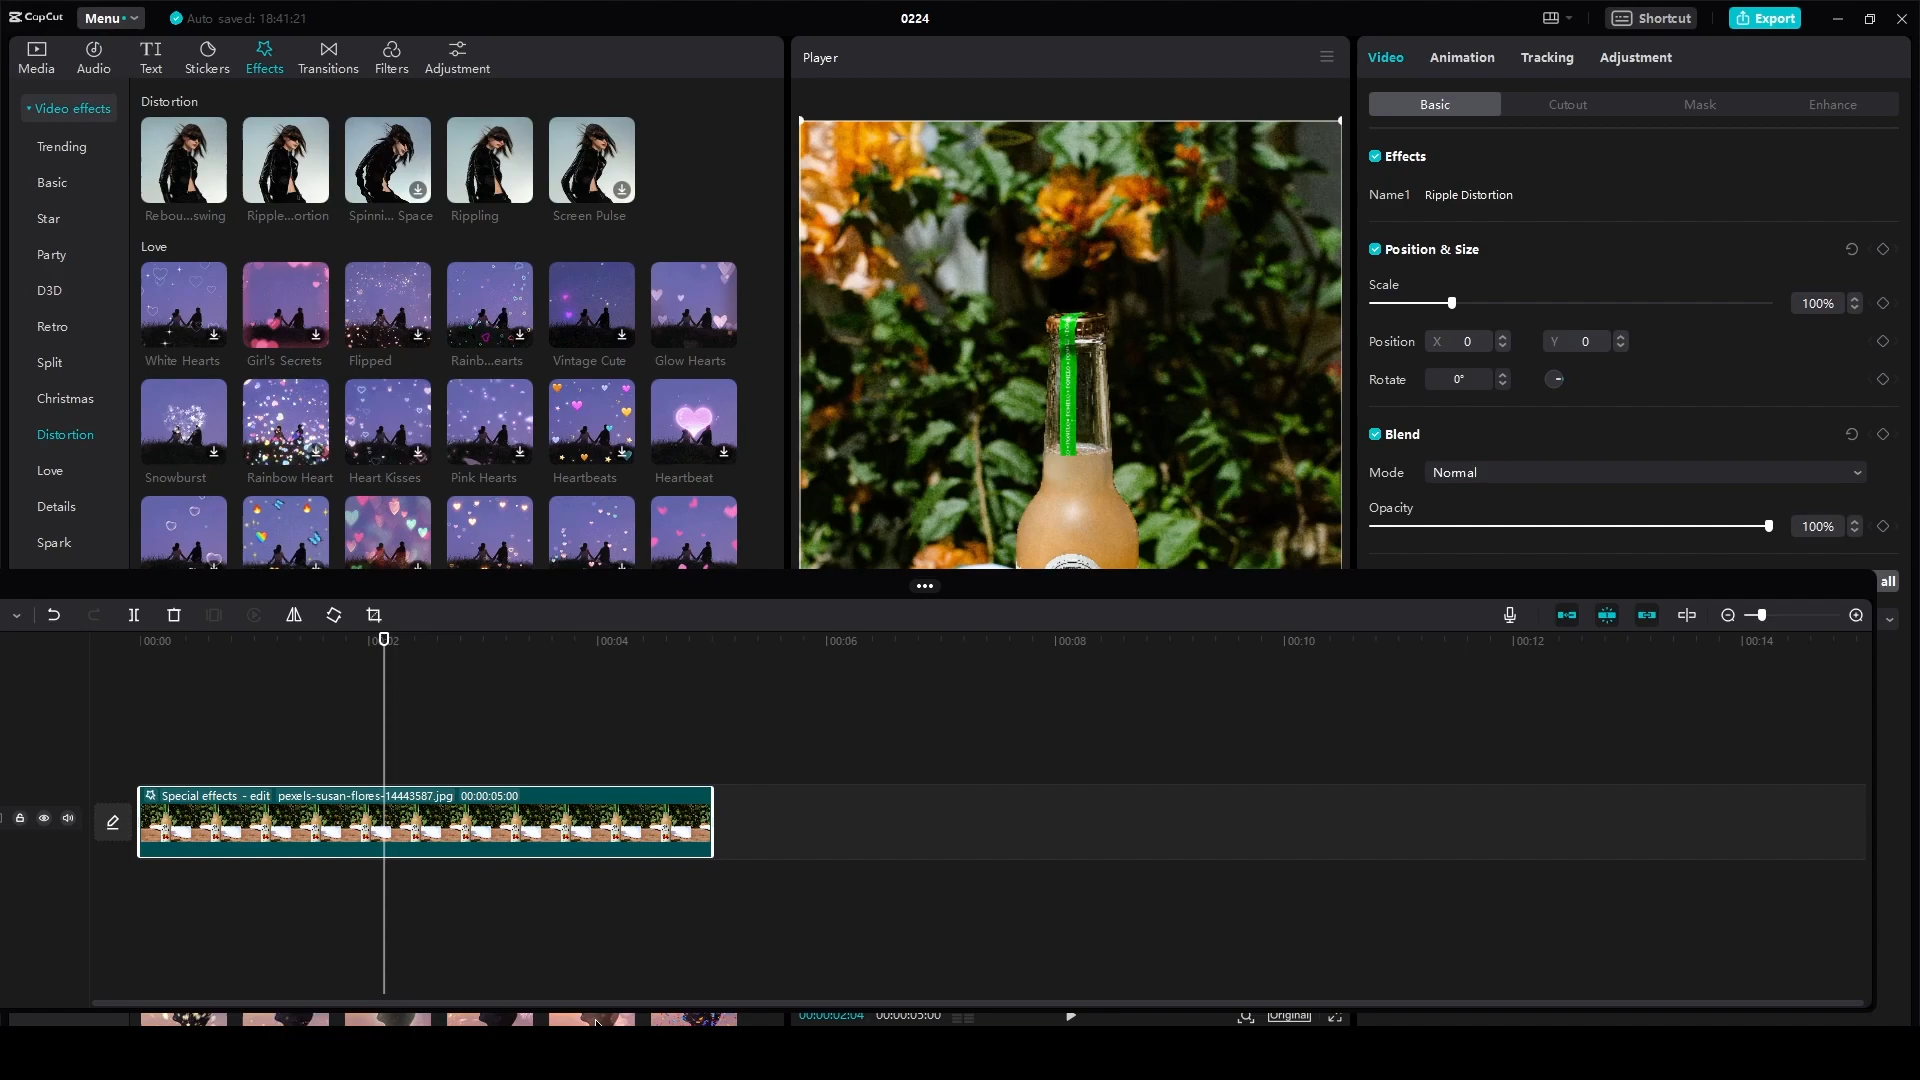 CapCut Menu Auto saved: 18:41:21 0224 Shortcut Export
Media Audio Text Stickers Effects Transitions Filters Adjustment
Player
Video Animation Tracking Adjustment
Video effects
Trending
Basic
Star
Party
D3D
Retro
Split
Christmas
Distortion
Love
Details
Spark
Distortion
Rebou...swing Ripple...ortion Spinni... Space Rippling Screen Pulse
Love
White Hearts Girl's Secrets Flipped Rainb...earts Vintage Cute Glow Hearts
Snowburst Rainbow Heart Heart Kisses Pink Hearts Heartbeats Heartbeat
Basic Cutout Mask Enhance
Effects
Name1 Ripple Distortion
Position & Size
Scale
100%
Position X 0 Y 0
Rotate 0°
Blend
Mode Normal
Opacity
100%
all
00:00 00:02 00:04 00:06 00:08 00:10 00:12 00:14
Special effects - edit pexels-susan-flores-14443587.jpg 00:00:05:00
00:00:02:04 00:00:05:00 Original